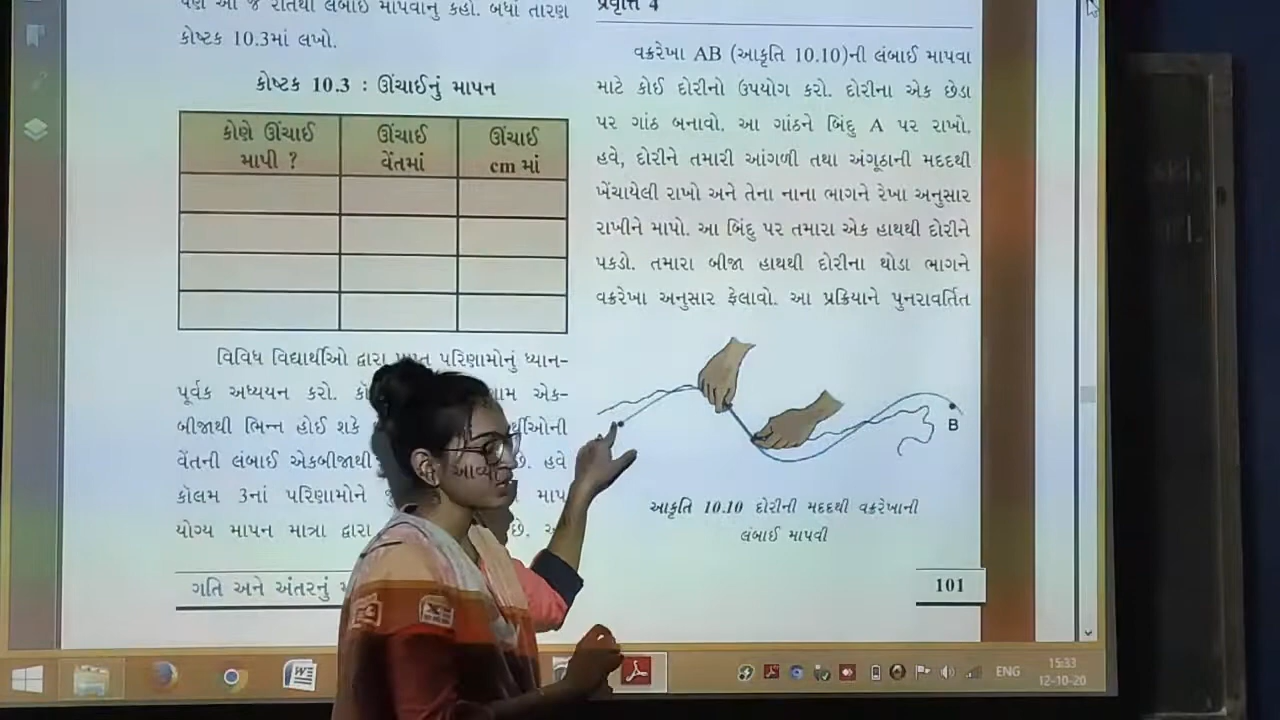 પણ આ જ રીતથી લંબાઈ માપવાનું કહો. બધાં તારણ
કોષ્ટક 10.3માં લખો.
કોષ્ટક 10.3 : ઊંચાઈનું માપન
કોણે ઊંચાઈ માપી ?
ઊંચાઈ વેંતમાં
ઊંચાઈ cm માં
વિવિધ વિદ્યાર્થીઓ દ્વારા પરિણામોનું ધ્યાન-
પૂર્વક અધ્યયન કરો. એક-
બીજાથી ભિન્ન હોઈ શકે
વેંતની લંબાઈ એકબીજાથી છે. હવે
કૉલમ 3નાં પરિણામોને માપ
યોગ્ય માપન માત્રા દ્વારા છે.
ગતિ અને અંતરનું
પ્રવૃત્તિ 4
વક્રરેખા AB (આકૃતિ 10.10)ની લંબાઈ માપવા
માટે કોઈ દોરીનો ઉપયોગ કરો. દોરીના એક છેડા
પર ગાંઠ બનાવો. આ ગાંઠને બિંદુ A પર રાખો.
હવે, દોરીને તમારી આંગળી તથા અંગૂઠાની મદદથી
ખેંચાયેલી રાખો અને તેના નાના ભાગને રેખા અનુસાર
રાખીને માપો. આ બિંદુ પર તમારા એક હાથથી દોરીને
પકડો. તમારા બીજા હાથથી દોરીના થોડા ભાગને
વક્રરેખા અનુસાર ફેલાવો. આ પ્રક્રિયાને પુનરાવર્તિત
B
આકૃતિ 10.10 દોરીની મદદથી વક્રરેખાની
લંબાઈ માપવી
101
ENG
15:33
12-10-20